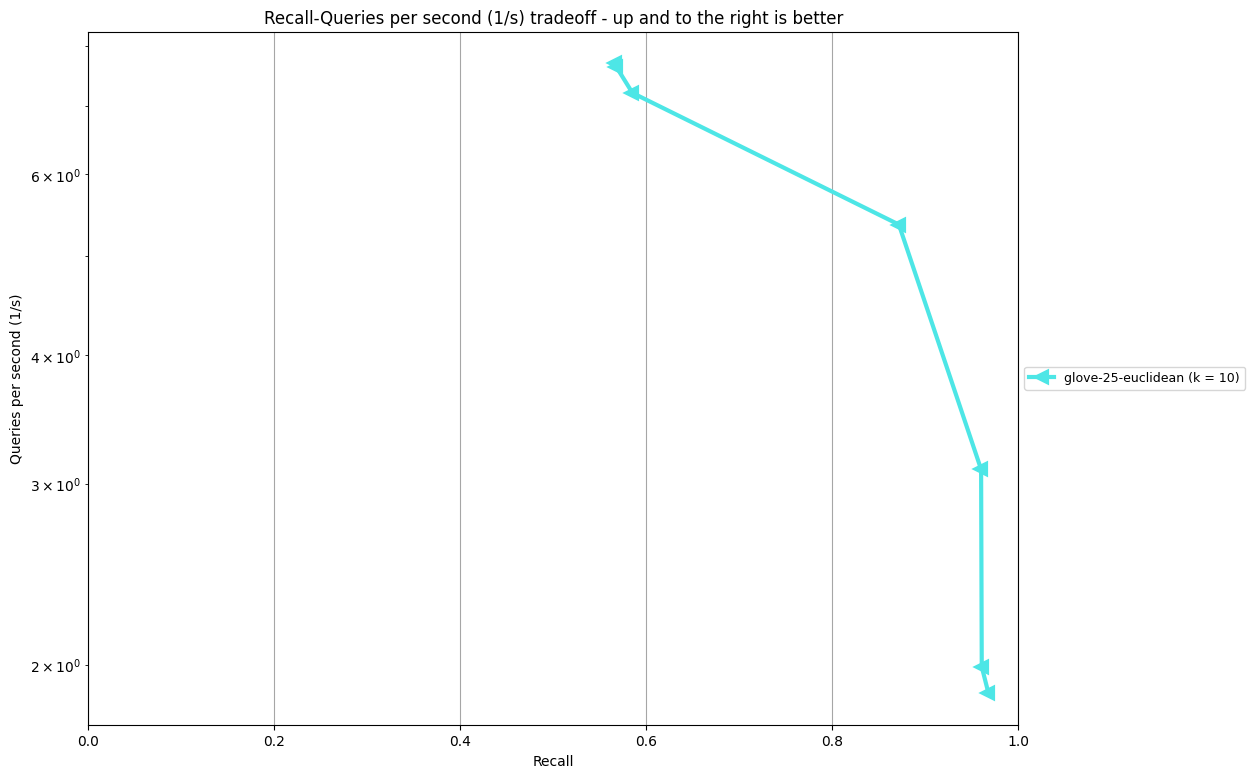 Recall-Queries per second (1/s) tradeoff - up and to the right is better
6 × 10⁰
4 × 10⁰
3 × 10⁰
2 × 10⁰
Queries per second (1/s)
0.0 0.2 0.4 0.6 0.8 1.0
Recall
glove-25-euclidean (k = 10)